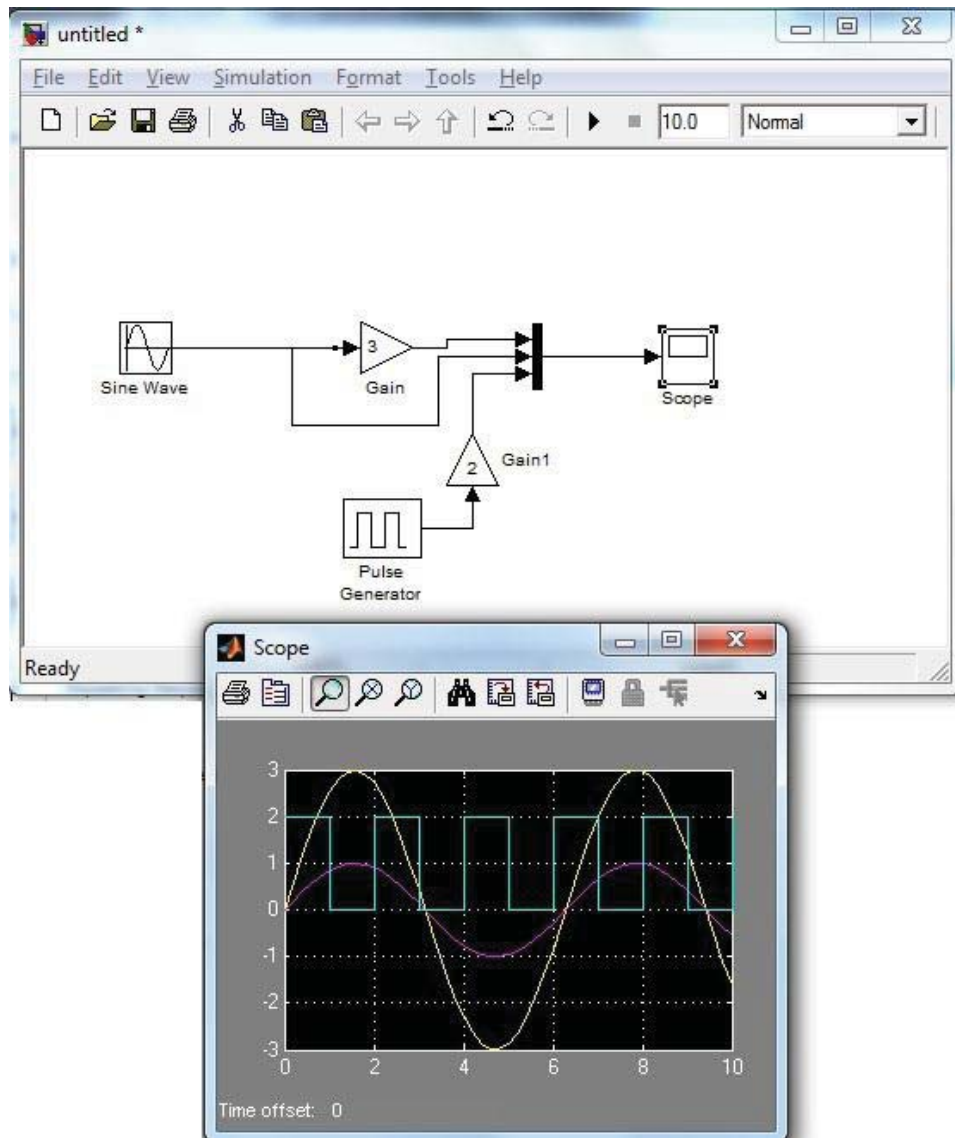 untitled *
File Edit View Simulation Format Tools Help
10.0 Normal
Sine Wave
3
Gain
Scope
2
Gain1
Pulse
Generator
Ready
Scope
3
2
1
0
-1
-2
-3
0 2 4 6 8 10
Time offset: 0